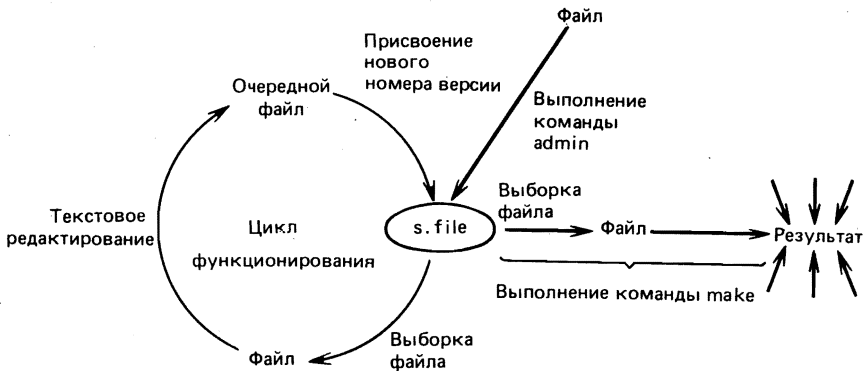 Файл
Присвоение
нового
номера версии
Очередной
файл
Выполнение
команды
admin
Выборка
файла
Текстовое
редактирование
Цикл
функционирования
s.file
Файл
Результат
Выполнение команды make
Выборка
файла
Файл